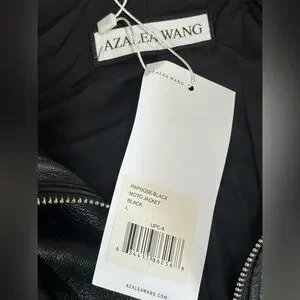 AZALEA WANG
AZALEA WANG
PAPOOSE-BLACK
MOTO JACKET
BLACK
L
UPC-A
AZALEAWANG.COM